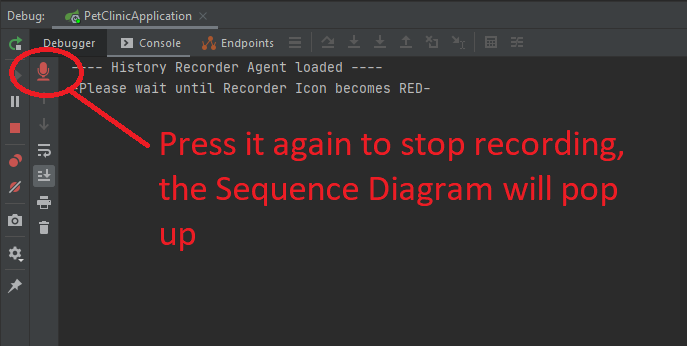 Debug: PetClinicApplication
Debugger Console Endpoints
---- History Recorder Agent loaded ----
-Please wait until Recorder Icon becomes RED-
Press it again to stop recording,
the Sequence Diagram will pop
up